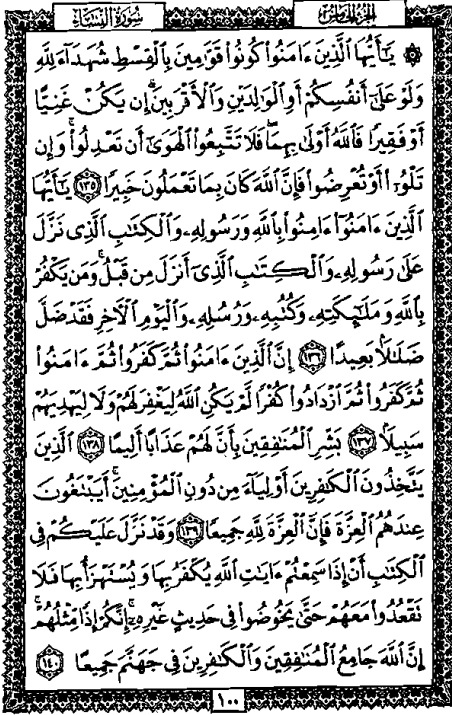 الجزء الخامس
سورة النساء
۞ يَٰٓأَيُّهَا ٱلَّذِينَ ءَامَنُوا۟ كُونُوا۟ قَوَّٰمِينَ بِٱلْقِسْطِ شُهَدَآءَ لِلَّهِ
وَلَوْ عَلَىٰٓ أَنفُسِكُمْ أَوِ ٱلْوَٰلِدَيْنِ وَٱلْأَقْرَبِينَ ۚ إِن يَكُنْ غَنِيًّا
أَوْ فَقِيرًا فَٱللَّهُ أَوْلَىٰ بِهِمَا ۖ فَلَا تَتَّبِعُوا۟ ٱلْهَوَىٰٓ أَن تَعْدِلُوا۟ ۚ وَإِن
تَلْوُۥٓا۟ أَوْ تُعْرِضُوا۟ فَإِنَّ ٱللَّهَ كَانَ بِمَا تَعْمَلُونَ خَبِيرًا ١٣٥ يَٰٓأَيُّهَا
ٱلَّذِينَ ءَامَنُوٓا۟ ءَامِنُوا۟ بِٱللَّهِ وَرَسُولِهِۦ وَٱلْكِتَٰبِ ٱلَّذِى نَزَّلَ
عَلَىٰ رَسُولِهِۦ وَٱلْكِتَٰبِ ٱلَّذِىٓ أَنزَلَ مِن قَبْلُ ۚ وَمَن يَكْفُرْ
بِٱللَّهِ وَمَلَٰٓئِكَتِهِۦ وَكُتُبِهِۦ وَرُسُلِهِۦ وَٱلْيَوْمِ ٱلْءَاخِرِ فَقَدْ ضَلَّ
ضَلَٰلًۢا بَعِيدًا ١٣٦ إِنَّ ٱلَّذِينَ ءَامَنُوا۟ ثُمَّ كَفَرُوا۟ ثُمَّ ءَامَنُوا۟
ثُمَّ كَفَرُوا۟ ثُمَّ ٱزْدَادُوا۟ كُفْرًا لَّمْ يَكُنِ ٱللَّهُ لِيَغْفِرَ لَهُمْ وَلَا لِيَهْدِيَهُمْ
سَبِيلًۢا ١٣٧ بَشِّرِ ٱلْمُنَٰفِقِينَ بِأَنَّ لَهُمْ عَذَابًا أَلِيمًا ١٣٨ ٱلَّذِينَ
يَتَّخِذُونَ ٱلْكَٰفِرِينَ أَوْلِيَآءَ مِن دُونِ ٱلْمُؤْمِنِينَ ۚ أَيَبْتَغُونَ
عِندَهُمُ ٱلْعِزَّةَ فَإِنَّ ٱلْعِزَّةَ لِلَّهِ جَمِيعًا ١٣٩ وَقَدْ نَزَّلَ عَلَيْكُمْ فِى
ٱلْكِتَٰبِ أَنْ إِذَا سَمِعْتُمْ ءَايَٰتِ ٱللَّهِ يُكْفَرُ بِهَا وَيُسْتَهْزَأُ بِهَا فَلَا
تَقْعُدُوا۟ مَعَهُمْ حَتَّىٰ يَخُوضُوا۟ فِى حَدِيثٍ غَيْرِهِۦٓ ۚ إِنَّكُمْ إِذًا مِّثْلُهُمْ ۗ
إِنَّ ٱللَّهَ جَامِعُ ٱلْمُنَٰفِقِينَ وَٱلْكَٰفِرِينَ فِى جَهَنَّمَ جَمِيعًا ١٤٠
١٠٠